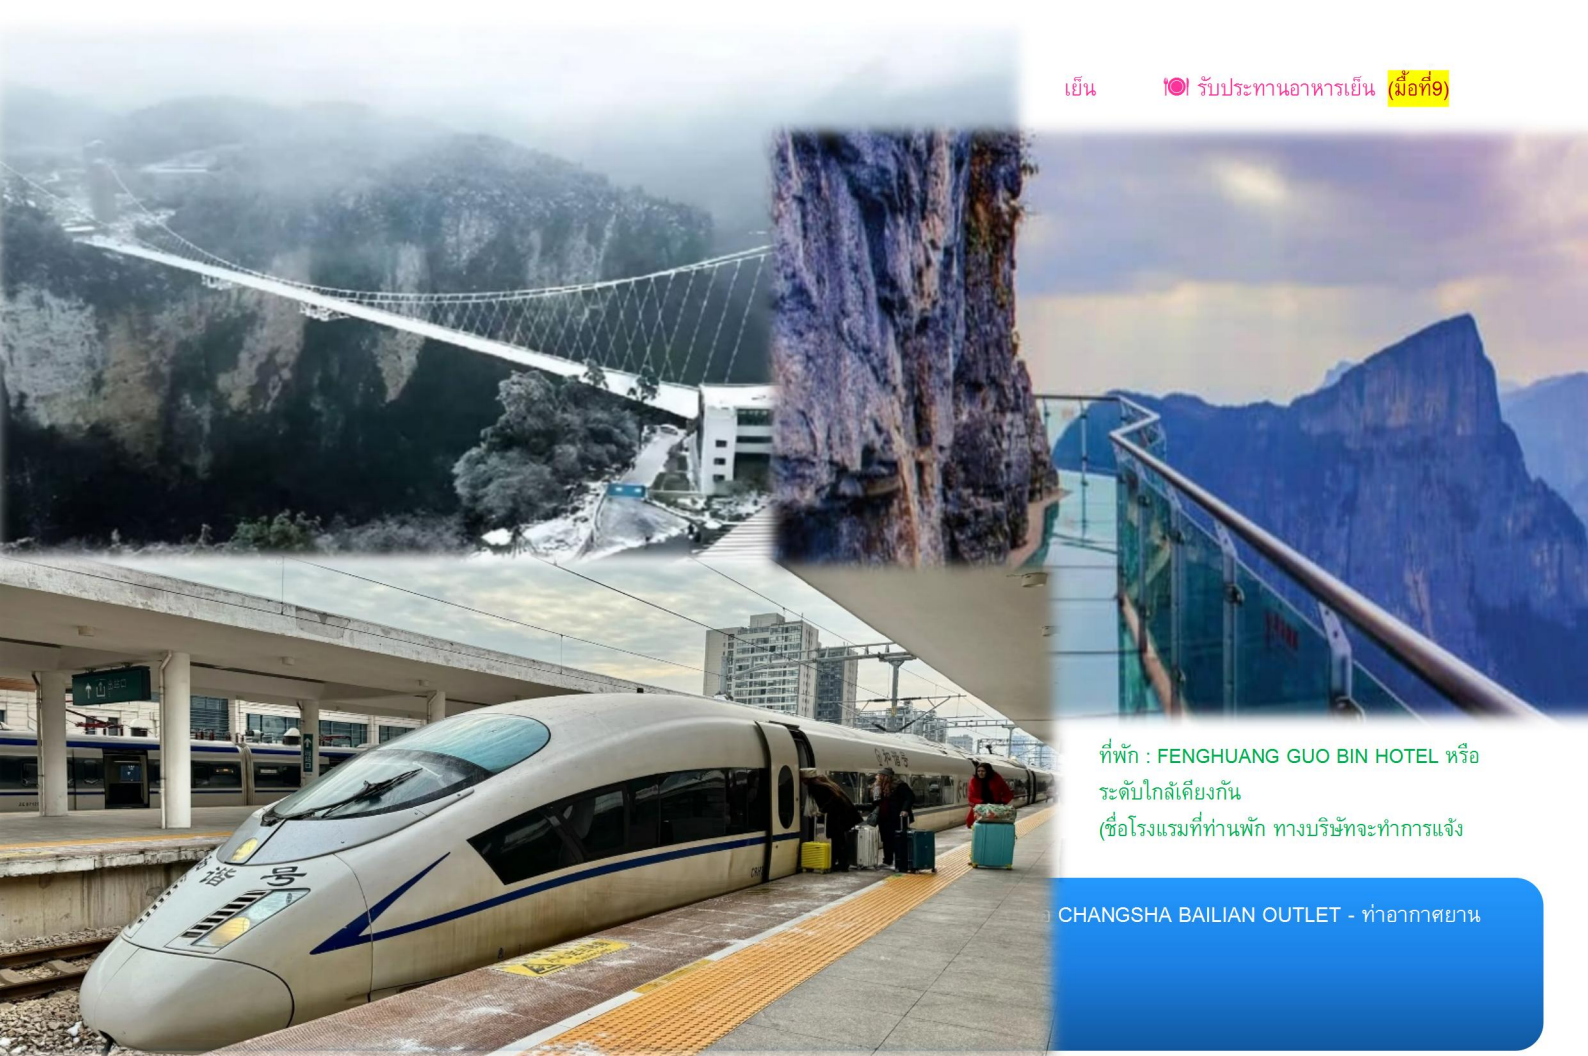 เย็น 🍽 รับประทานอาหารเย็น (มื้อที่9)
ที่พัก : FENGHUANG GUO BIN HOTEL หรือ
ระดับใกล้เคียงกัน
(ชื่อโรงแรมที่ท่านพัก ทางบริษัทจะทำการแจ้ง
CHANGSHA BAILIAN OUTLET - ท่าอากาศยาน